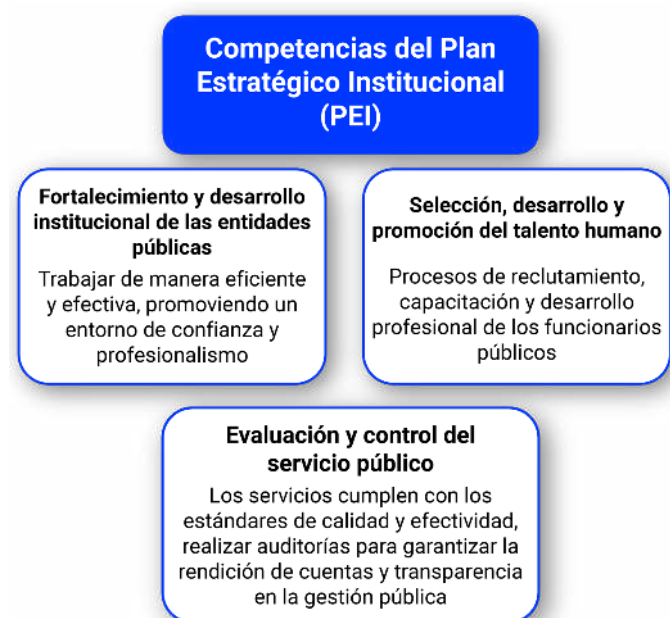 Competencias del Plan
Estratégico Institucional
(PEI)
Fortalecimiento y desarrollo
institucional de las entidades
públicas
Trabajar de manera eficiente
y efectiva, promoviendo un
entorno de confianza y
profesionalismo
Selección, desarrollo y
promoción del talento humano
Procesos de reclutamiento,
capacitación y desarrollo
profesional de los funcionarios
públicos
Evaluación y control del
servicio público
Los servicios cumplen con los
estándares de calidad y efectividad,
realizar auditorías para garantizar la
rendición de cuentas y transparencia
en la gestión pública